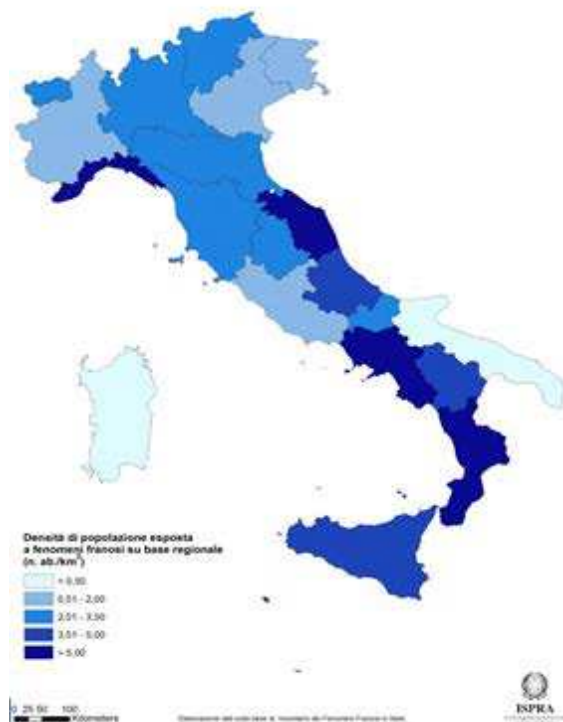 Densità di popolazione esposta
a fenomeni franosi su base regionale
(n. ab./km²)
< 0,50
0,51 - 2,00
2,01 - 3,50
3,51 - 5,00
> 5,00
0 25 50 100
Kilometers
ISPRA